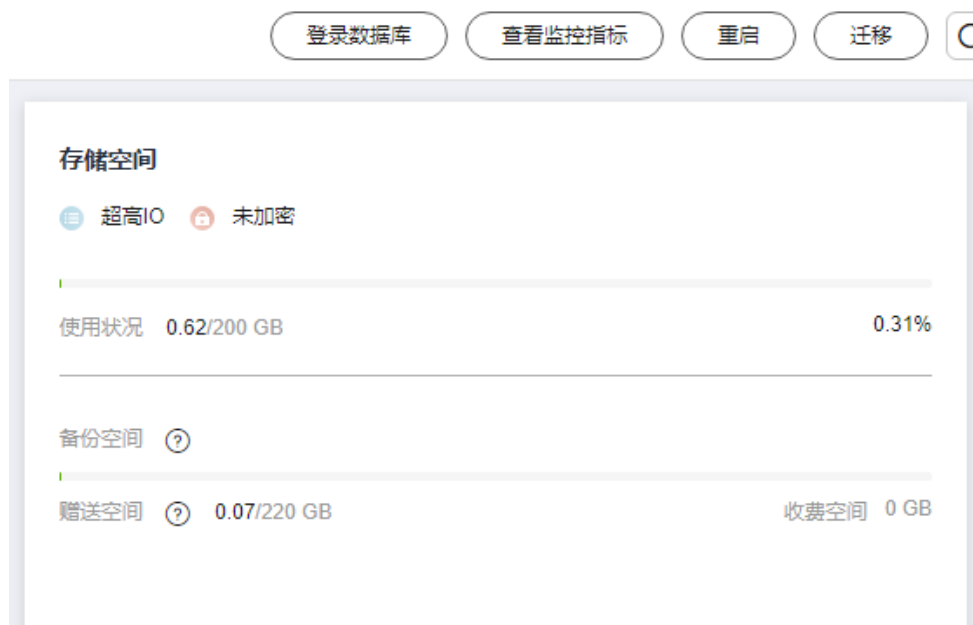 登录数据库 查看监控指标 重启 迁移
存储空间
超高IO 未加密
使用状况 0.62/200 GB 0.31%
备份空间 ?
赠送空间 ? 0.07/220 GB 收费空间 0 GB